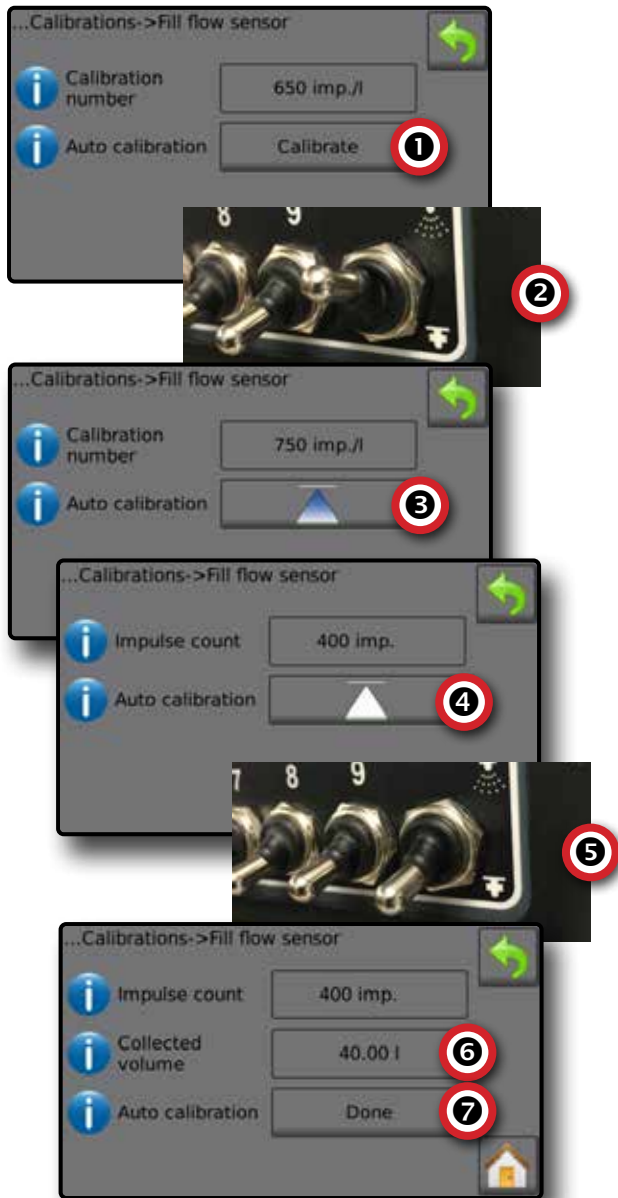 ...Calibrations->Fill flow sensor
Calibration
number
650 imp./l
Auto calibration
Calibrate
1
8 9
2
...Calibrations->Fill flow sensor
Calibration
number
750 imp./l
Auto calibration
3
...Calibrations->Fill flow sensor
Impulse count
400 imp.
Auto calibration
4
7 8 9
5
...Calibrations->Fill flow sensor
Impulse count
400 imp.
Collected
volume
40.00 l
6
Auto calibration
Done
7